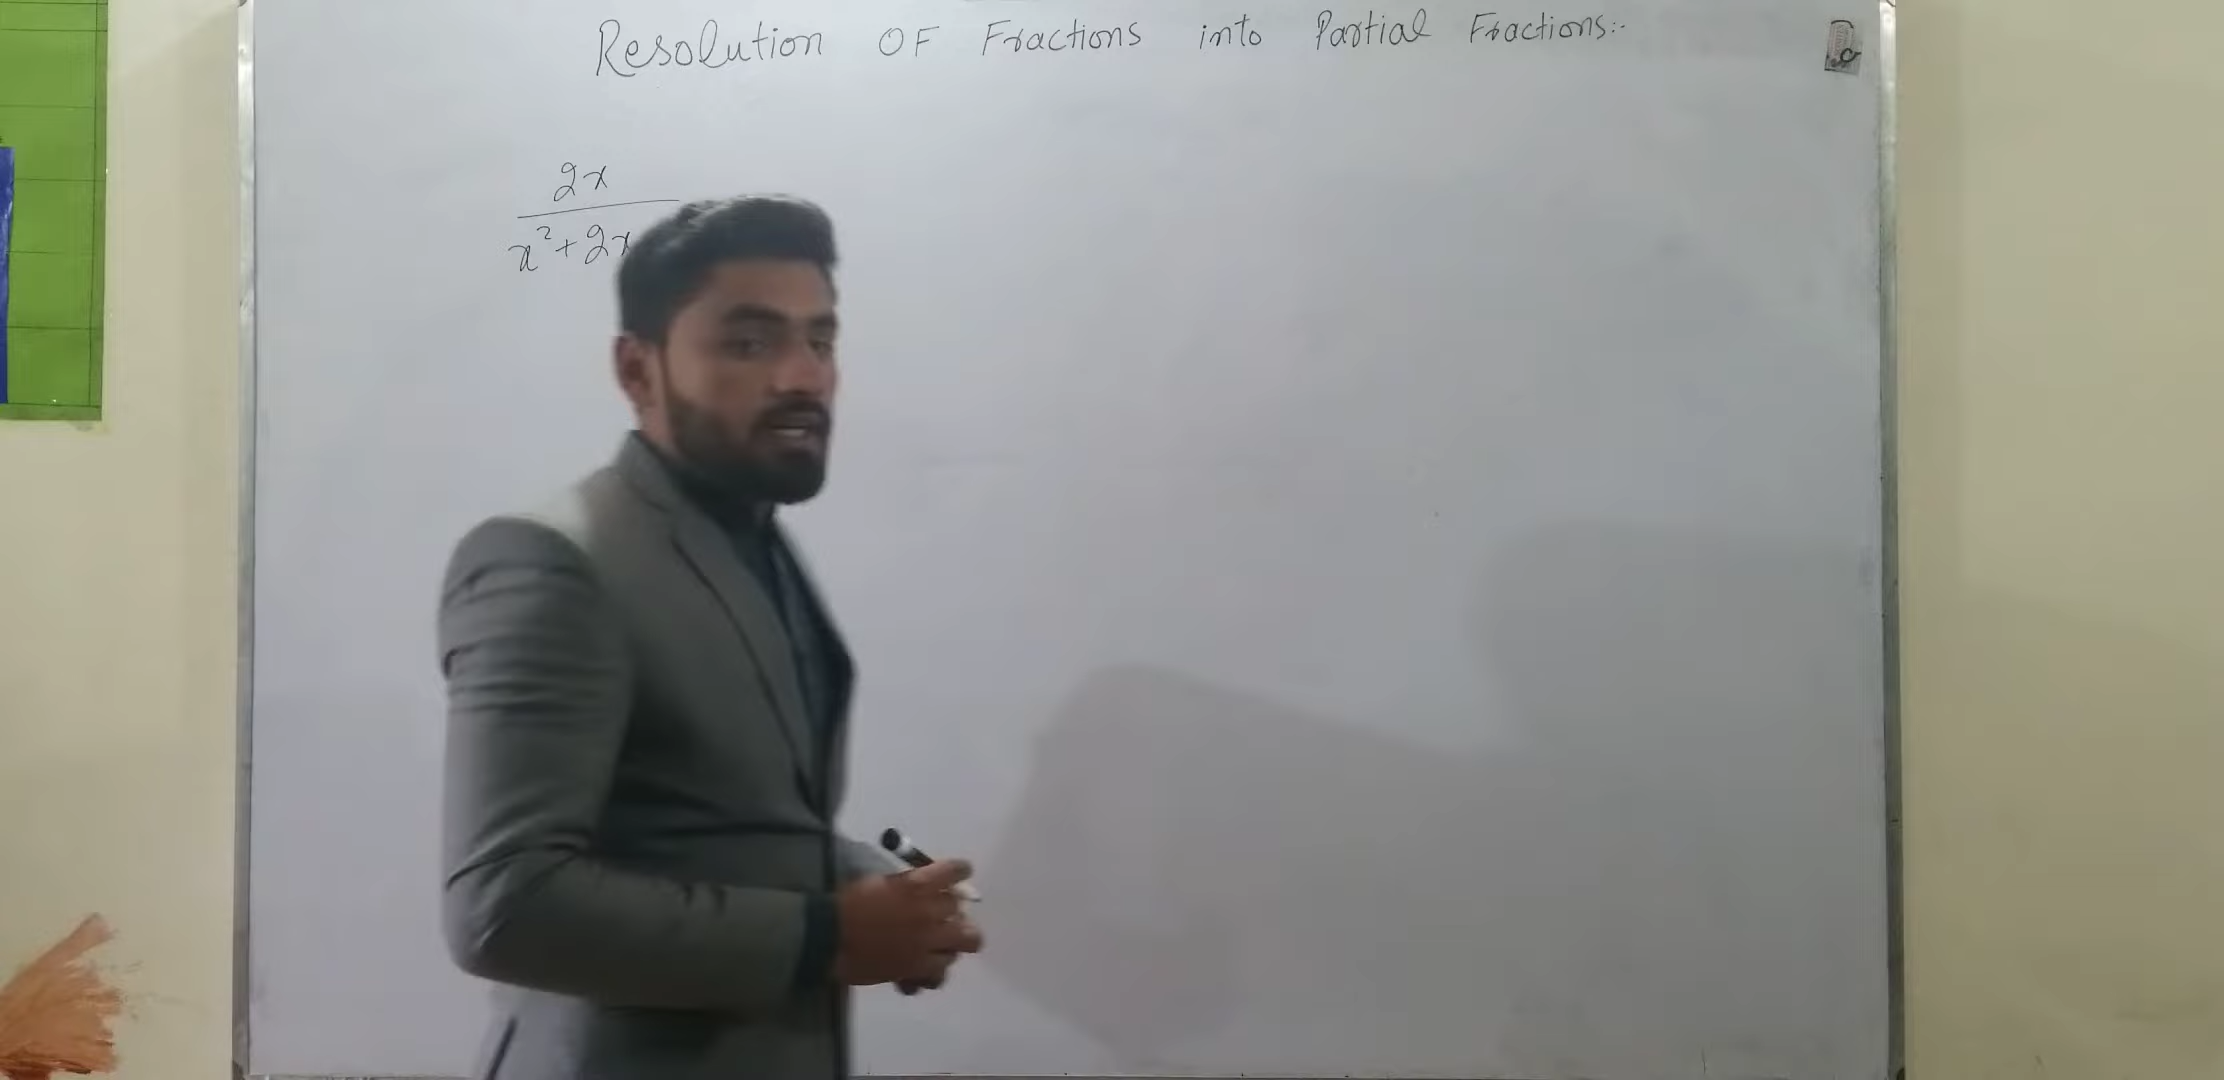 Resolution OF Fractions into Partial Fractions:-
2x
x²+2x